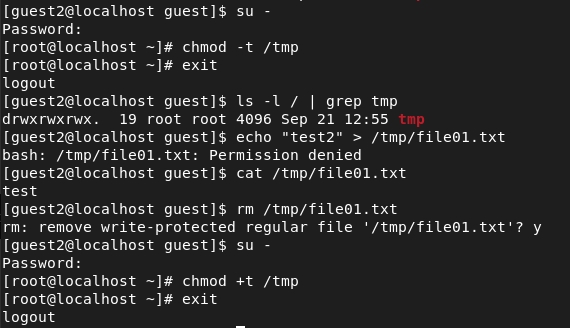 [guest2@localhost guest]$ su -
Password:
[root@localhost ~]# chmod -t /tmp
[root@localhost ~]# exit
logout
[guest2@localhost guest]$ ls -l / | grep tmp
drwxrwxrwx.  19 root root 4096 Sep 21 12:55 tmp
[guest2@localhost guest]$ echo "test2" > /tmp/file01.txt
bash: /tmp/file01.txt: Permission denied
[guest2@localhost guest]$ cat /tmp/file01.txt
test
[guest2@localhost guest]$ rm /tmp/file01.txt
rm: remove write-protected regular file '/tmp/file01.txt'? y
[guest2@localhost guest]$ su -
Password:
[root@localhost ~]# chmod +t /tmp
[root@localhost ~]# exit
logout